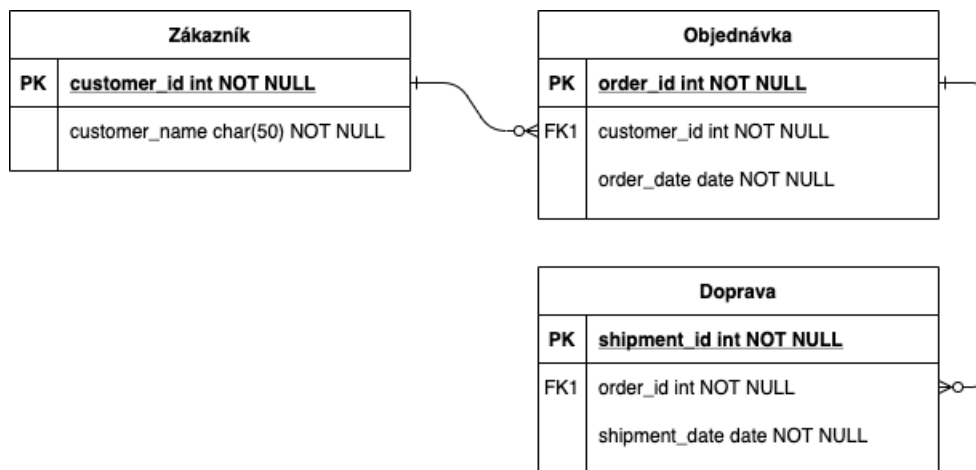 Zákazník
PK customer_id int NOT NULL
customer_name char(50) NOT NULL
Objednávka
PK order_id int NOT NULL
FK1 customer_id int NOT NULL
order_date date NOT NULL
Doprava
PK shipment_id int NOT NULL
FK1 order_id int NOT NULL
shipment_date date NOT NULL